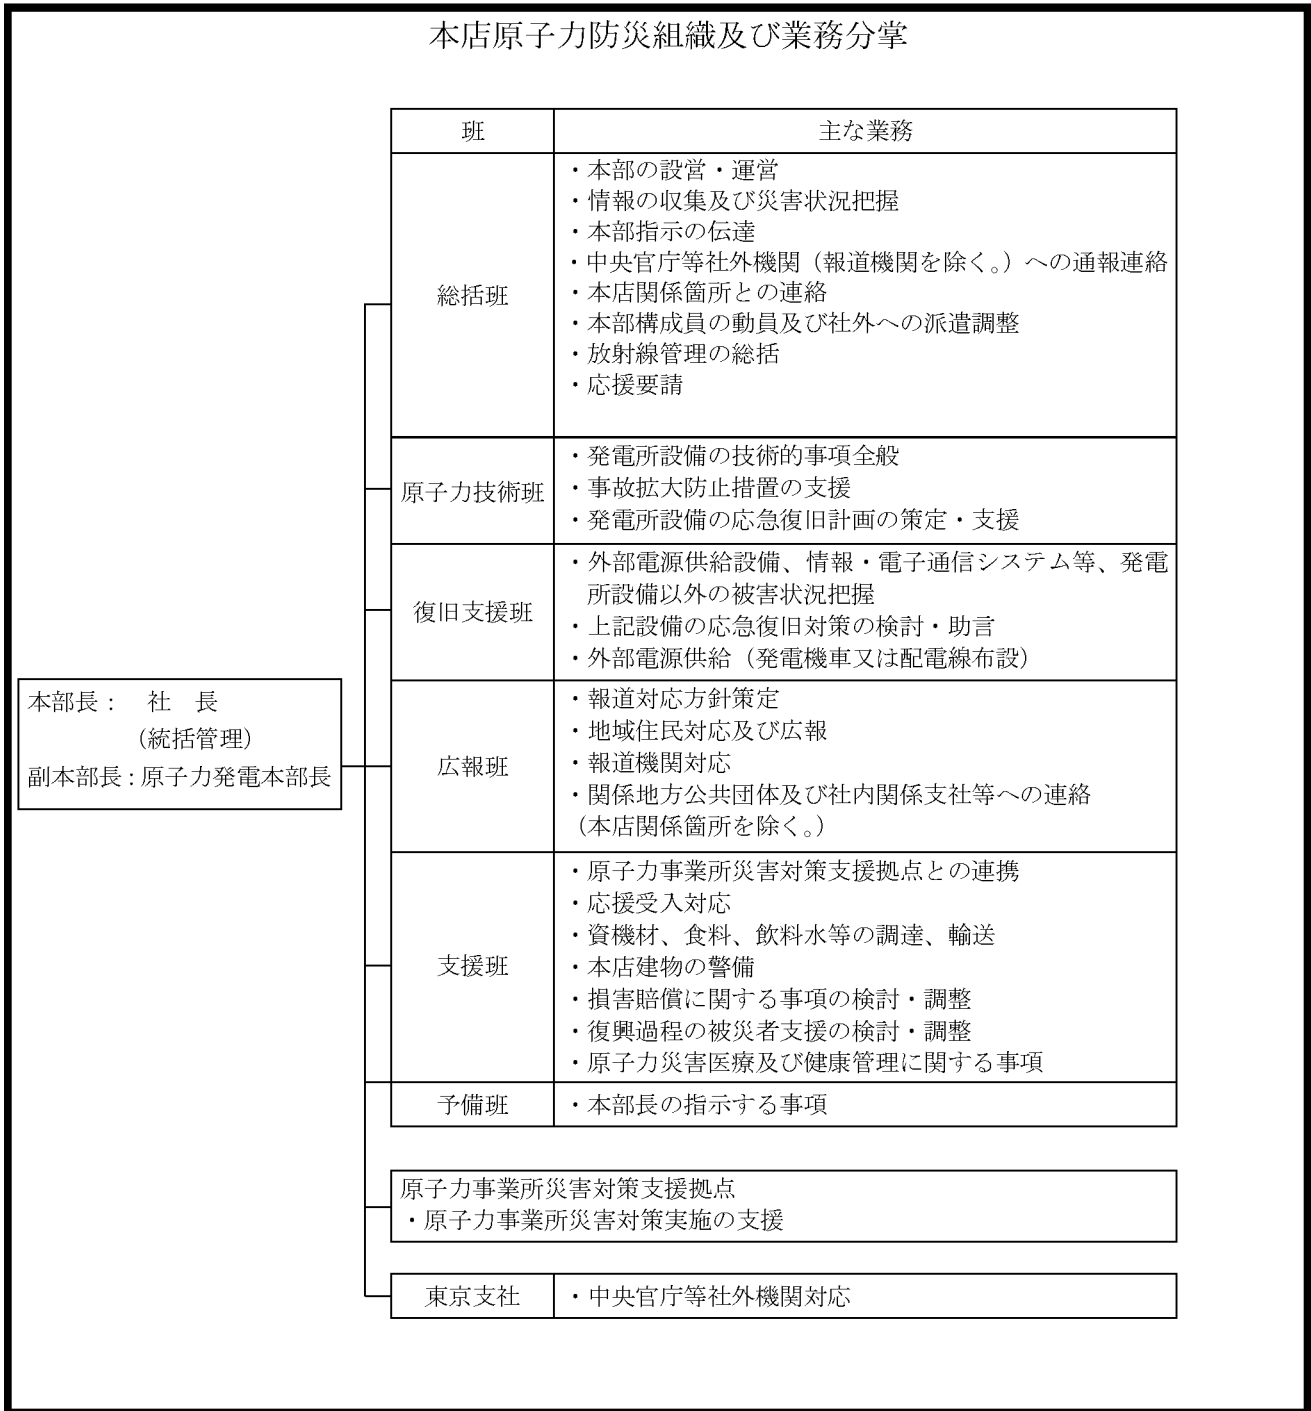 本店原子力防災組織及び業務分掌
班
主な業務
総括班
・本部の設営・運営
・情報の収集及び災害状況把握
・本部指示の伝達
・中央官庁等社外機関（報道機関を除く。）への通報連絡
・本店関係箇所との連絡
・本部構成員の動員及び社外への派遣調整
・放射線管理の総括
・応援要請
原子力技術班
・発電所設備の技術的事項全般
・事故拡大防止措置の支援
・発電所設備の応急復旧計画の策定・支援
復旧支援班
・外部電源供給設備、情報・電子通信システム等、発電
所設備以外の被害状況把握
・上記設備の応急復旧対策の検討・助言
・外部電源供給（発電機車又は配電線布設）
本部長：　社　長
（統括管理）
副本部長：原子力発電本部長
広報班
・報道対応方針策定
・地域住民対応及び広報
・報道機関対応
・関係地方公共団体及び社内関係支社等への連絡
（本店関係箇所を除く。）
支援班
・原子力事業所災害対策支援拠点との連携
・応援受入対応
・資機材、食料、飲料水等の調達、輸送
・本店建物の警備
・損害賠償に関する事項の検討・調整
・復興過程の被災者支援の検討・調整
・原子力災害医療及び健康管理に関する事項
予備班
・本部長の指示する事項
原子力事業所災害対策支援拠点
・原子力事業所災害対策実施の支援
東京支社
・中央官庁等社外機関対応